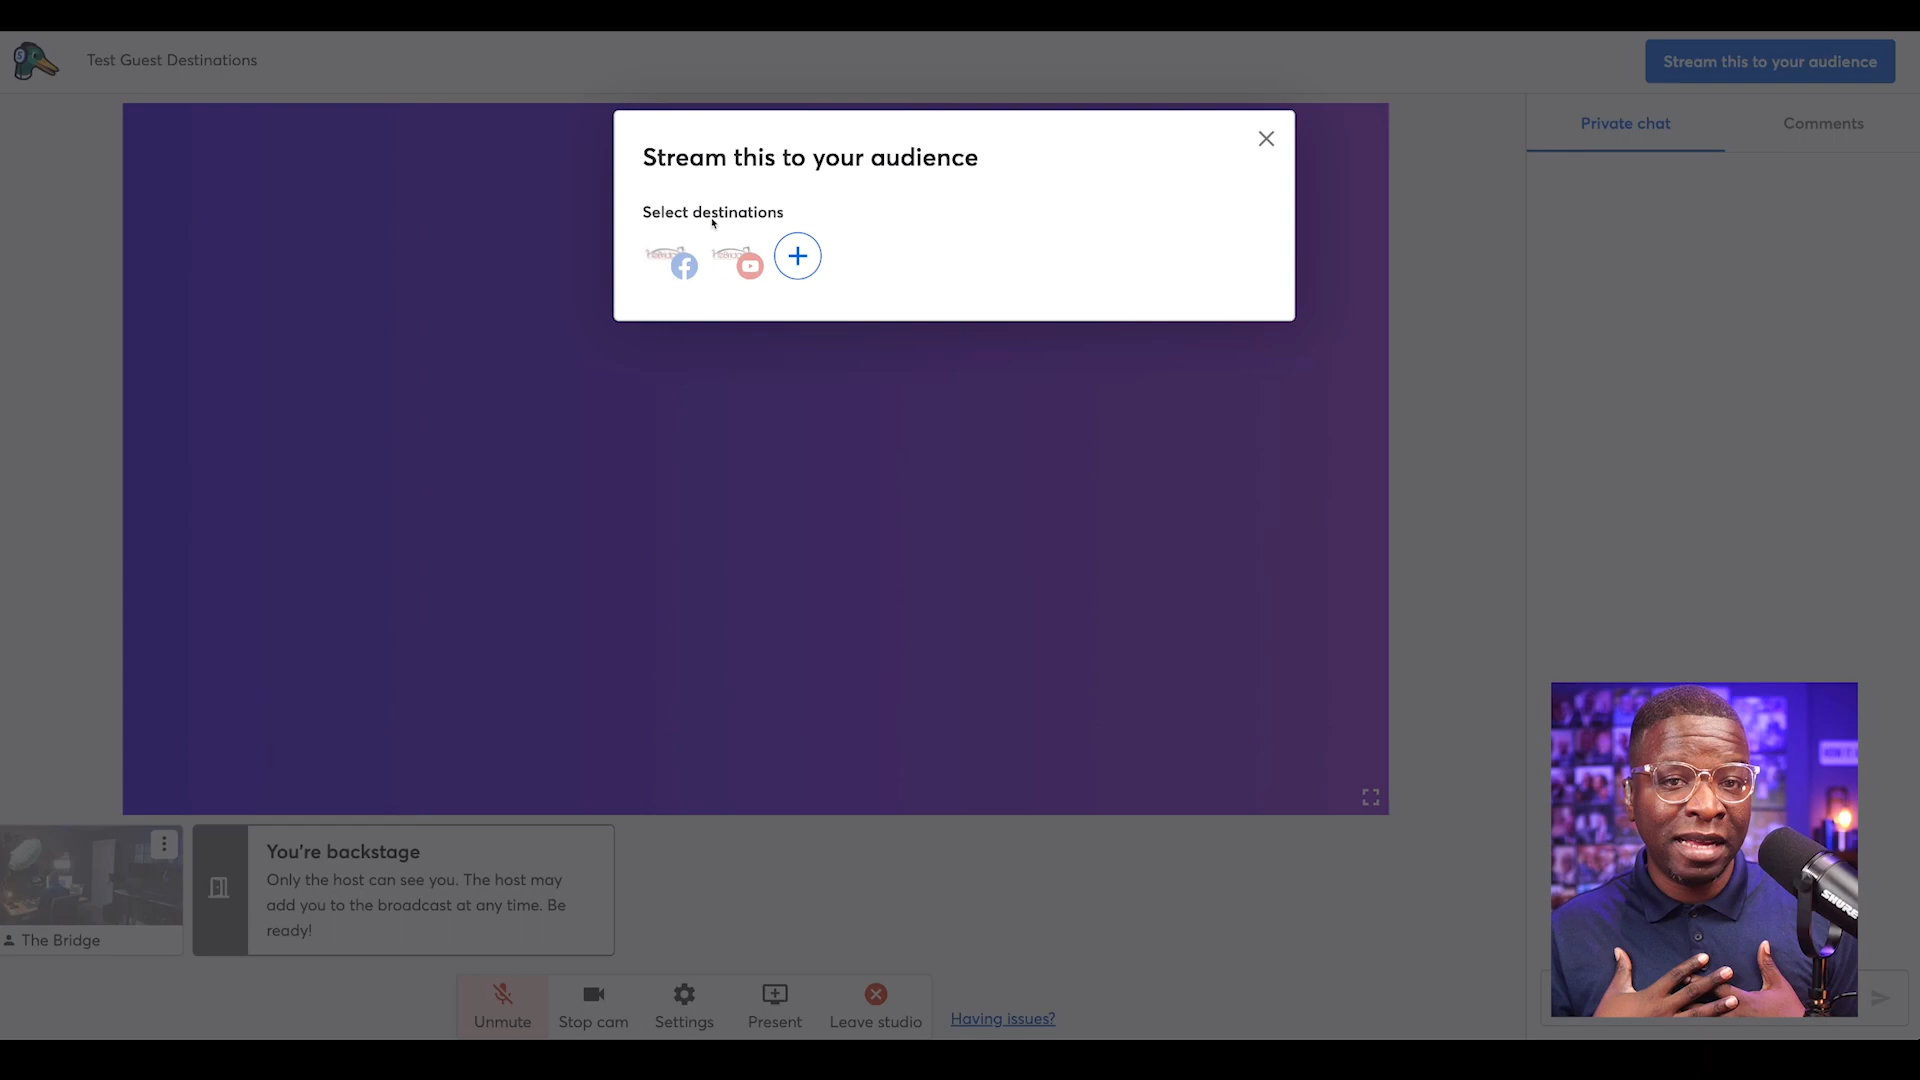 Test Guest Destinations
Stream this to your audience
Private chat
Comments
Stream this to your audience
Select destinations
You're backstage
Only the host can see you. The host may
add you to the broadcast at any time. Be
ready!
The Bridge
Unmute
Stop cam
Settings
Present
Leave studio
Having issues?
SHURE